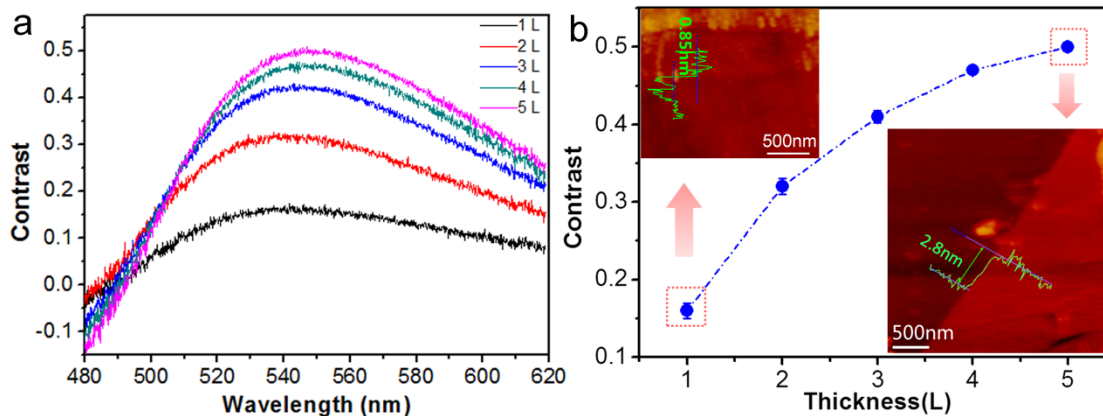 a
Contrast
0.5
0.4
0.3
0.2
0.1
0.0
-0.1
480 500 520 540 560 580 600 620
Wavelength (nm)
1 L
2 L
3 L
4 L
5 L
b
Contrast
0.5
0.4
0.2
0.1
1 2 3 4 5
Thickness(L)
0.85nm
500nm
2.8nm
500nm